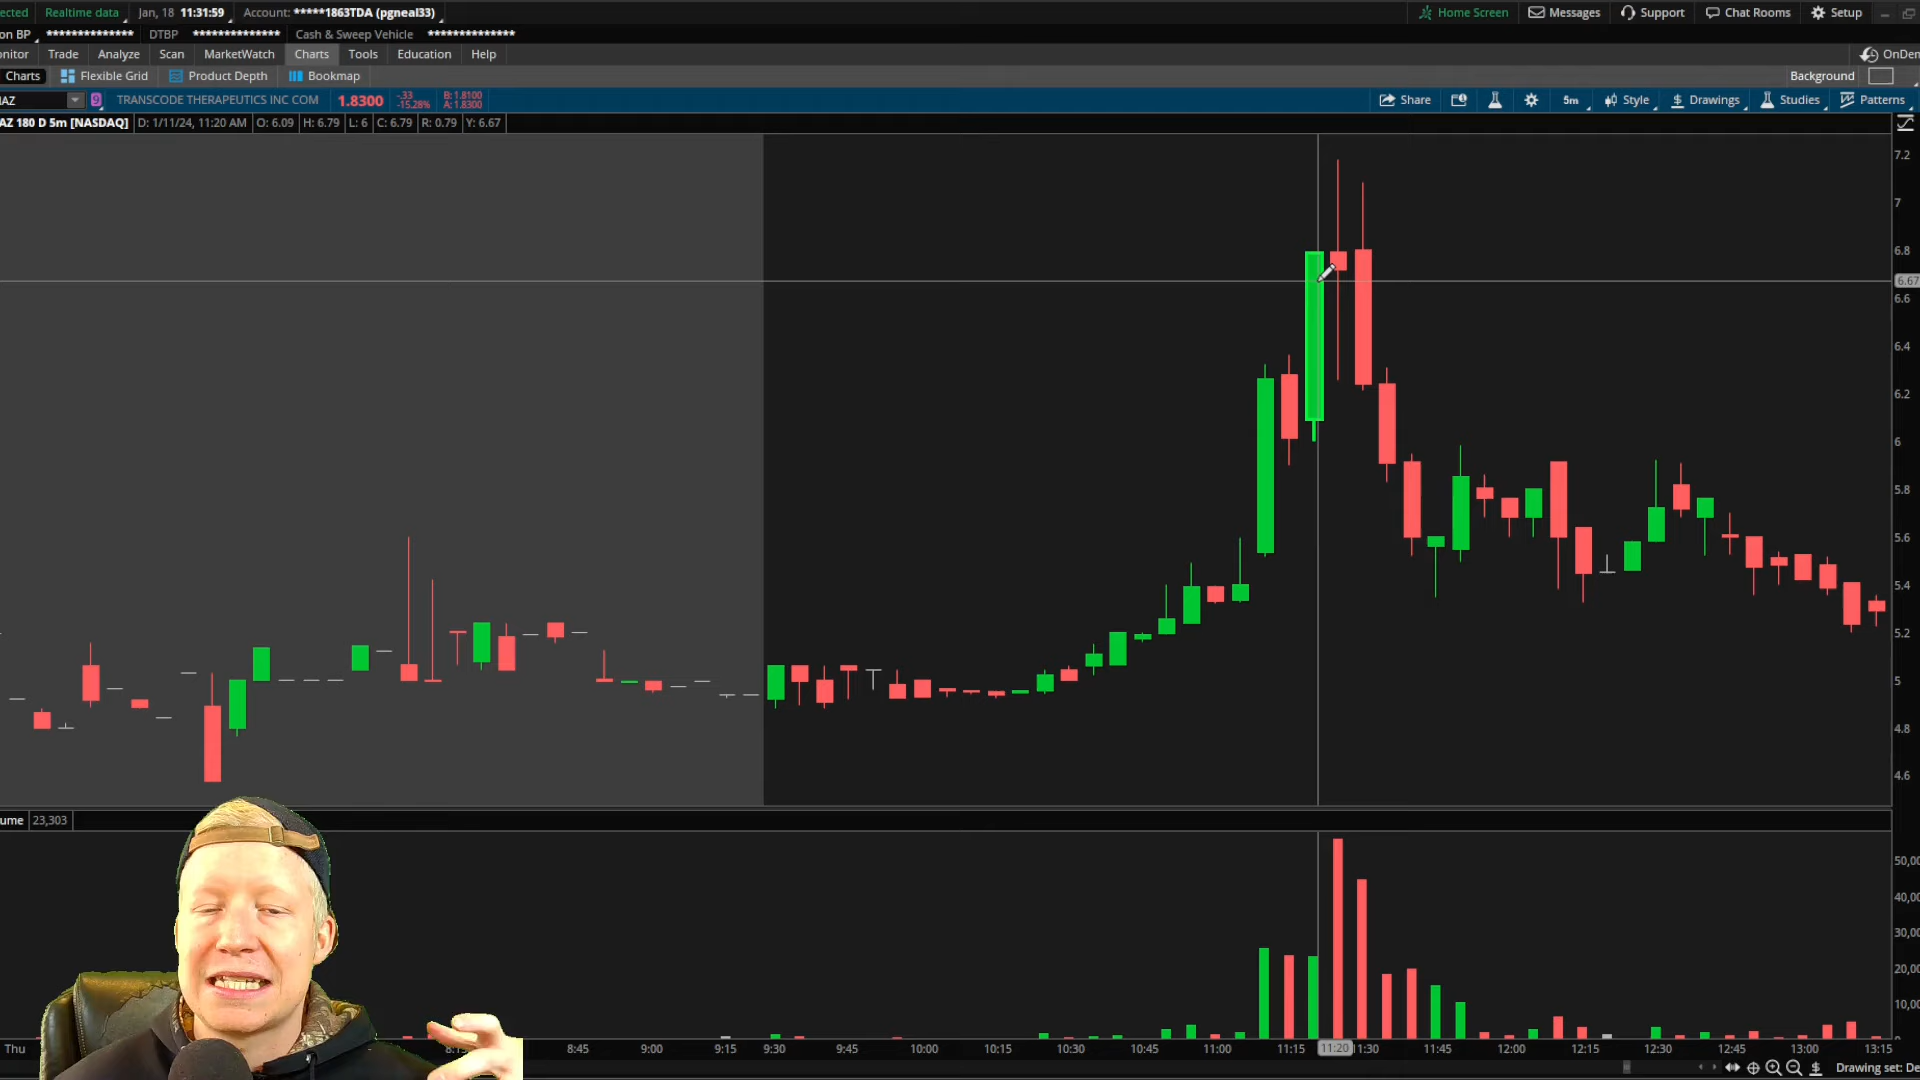 ected Realtime data Jan, 18 11:31:59 Account: *****1863TDA (pgneal33) Home Screen Messages Support Chat Rooms Setup
on BP ************** DTBP ************** Cash & Sweep Vehicle **************
onitor Trade Analyze Scan MarketWatch Charts Tools Education Help OnDen
Charts Flexible Grid Product Depth Bookmap Background
AZ 9 TRANSCODE THERAPEUTICS INC COM 1.8300 -.33 -15.28% B: 1.8100 A: 1.8300 Share 5m Style $ Drawings Studies Patterns
AZ 180 D 5m [NASDAQ] D: 1/11/24, 11:20 AM O: 6.09 H: 6.79 L: 6 C: 6.79 R: 0.79 Y: 6.67
7.2
7
6.8
6.67
6.6
6.4
6.2
6
5.8
5.6
5.4
5.2
5
4.8
4.6
ume 23,303
50,00
40,00
30,00
20,00
10,00
Thu 8:15 8:45 9:00 9:15 9:30 9:45 10:00 10:15 10:30 10:45 11:00 11:15 11:20 11:30 11:45 12:00 12:15 12:30 12:45 13:00 13:15
$ Drawing set: De